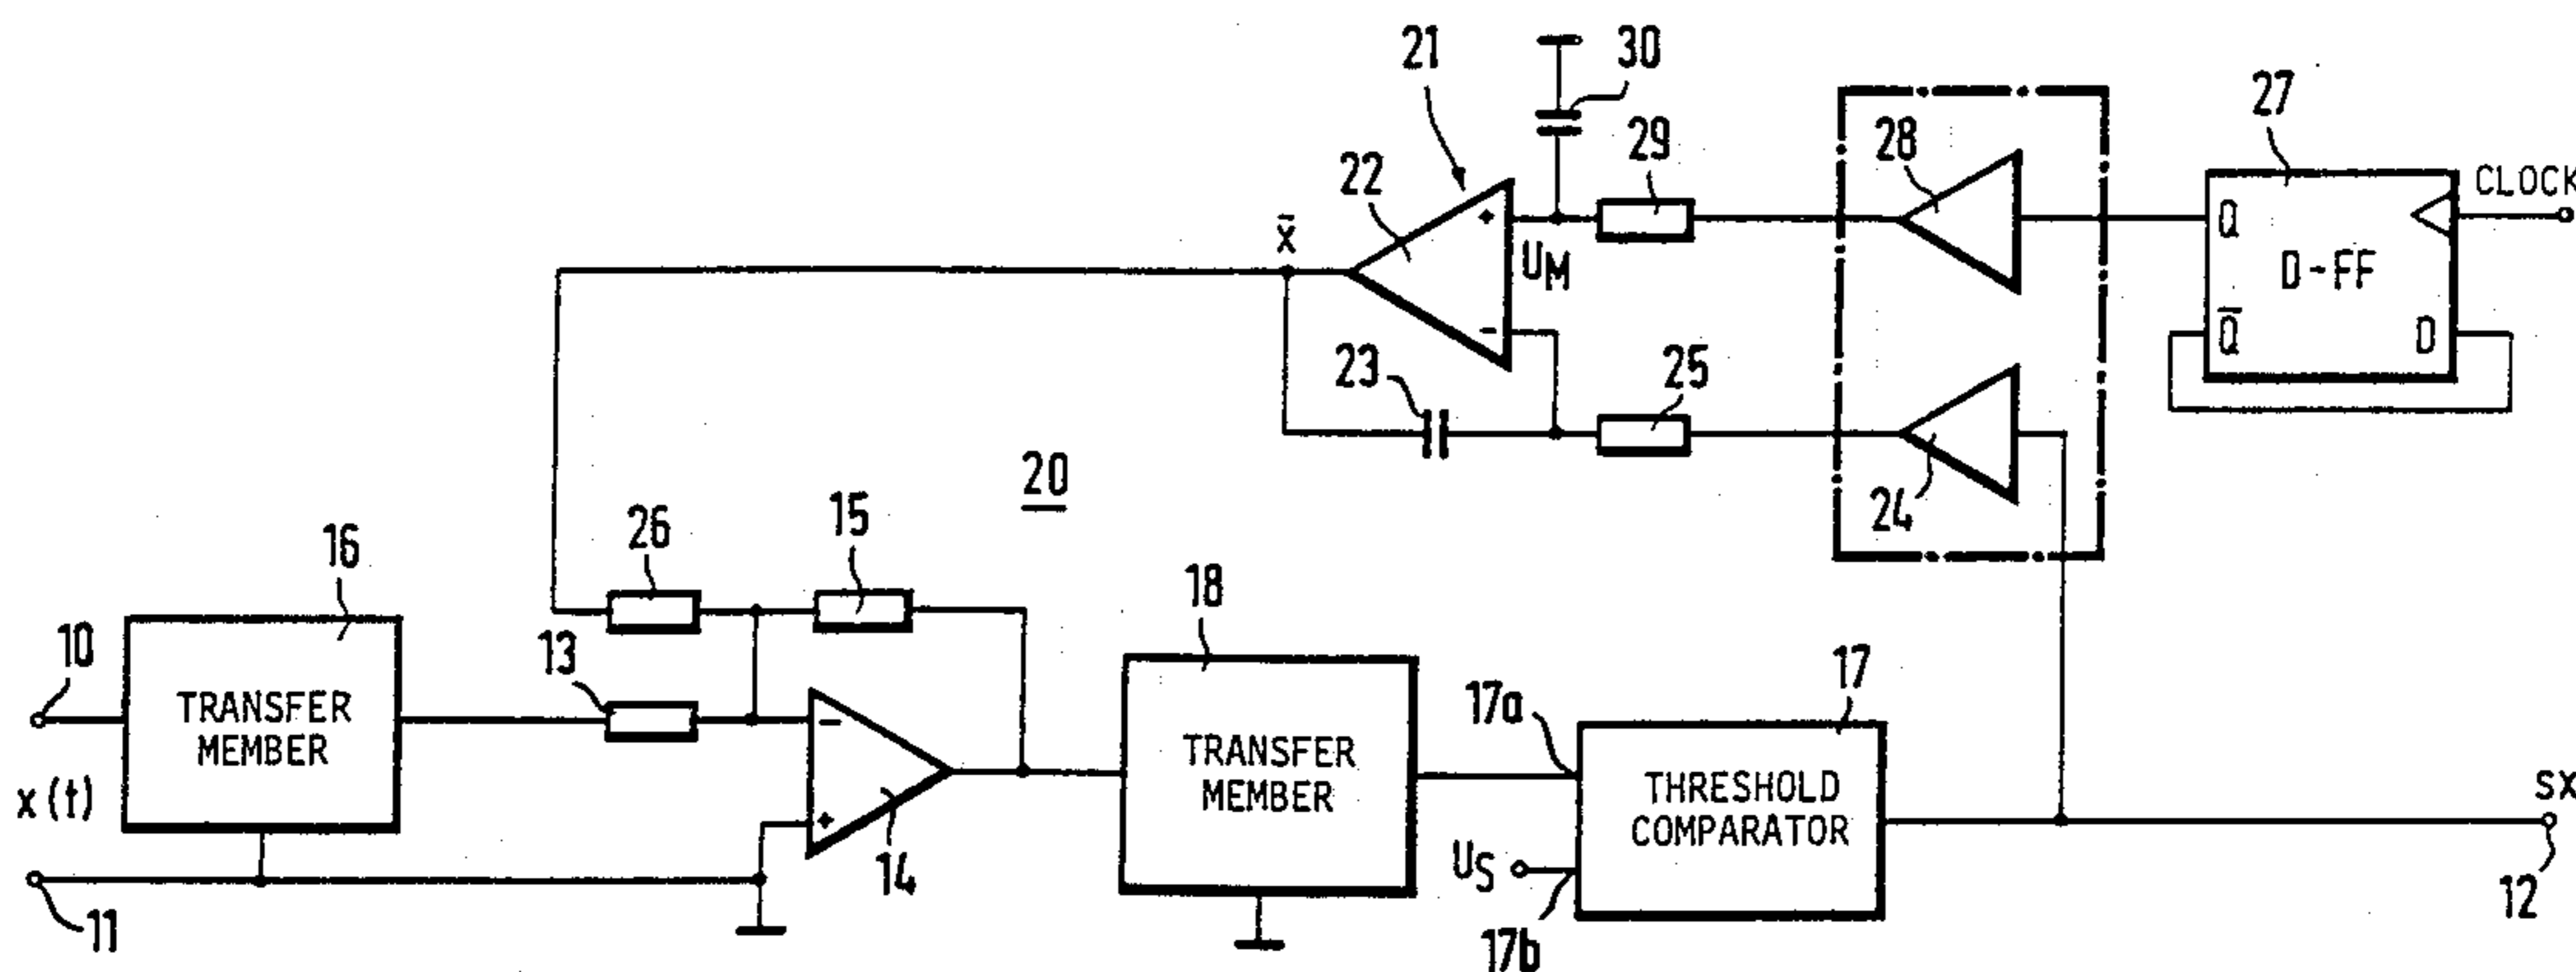 21
30
29
28
27
CLOCK
22
+
Q
x̄
UM
D-FF
-
Q̄
D
23
25
24
20
26
15
16
18
10
13
17
TRANSFER
MEMBER
-
17a
TRANSFER
MEMBER
THRESHOLD
COMPARATOR
x(t)
+
sx
14
US
12
11
17b